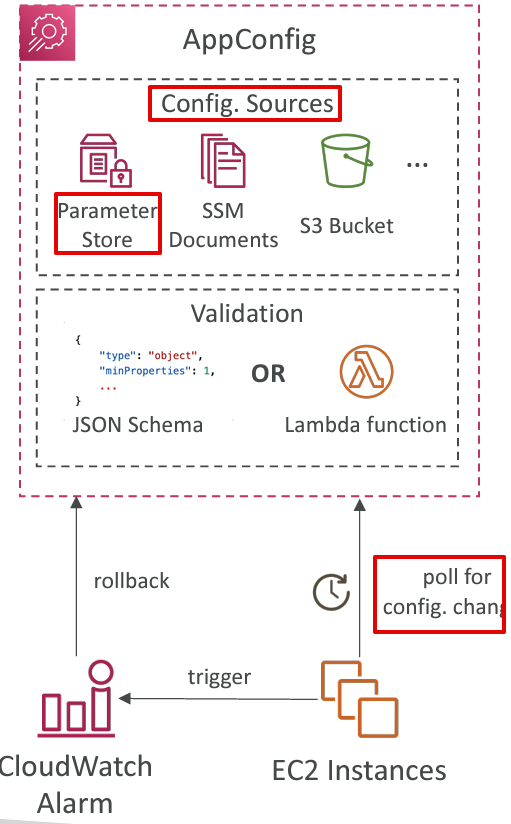 AppConfig
Config. Sources
Parameter
Store
SSM
Documents
S3 Bucket
...
Validation
{
"type": "object",
"minProperties": 1,
...
}
OR
JSON Schema
Lambda function
rollback
poll for
config. chang
trigger
CloudWatch
Alarm
EC2 Instances